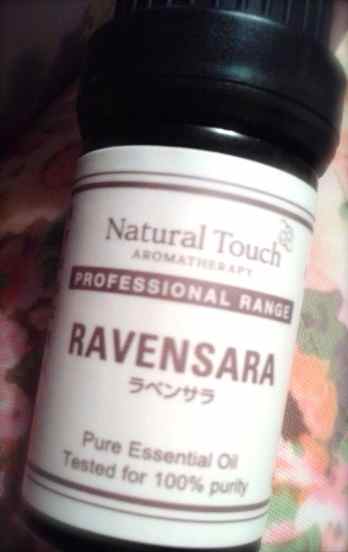 Natural Touch
AROMATHERAPY
PROFESSIONAL RANGE
RAVENSARA
ラベンサラ
Pure Essential Oil
Tested for 100% purity